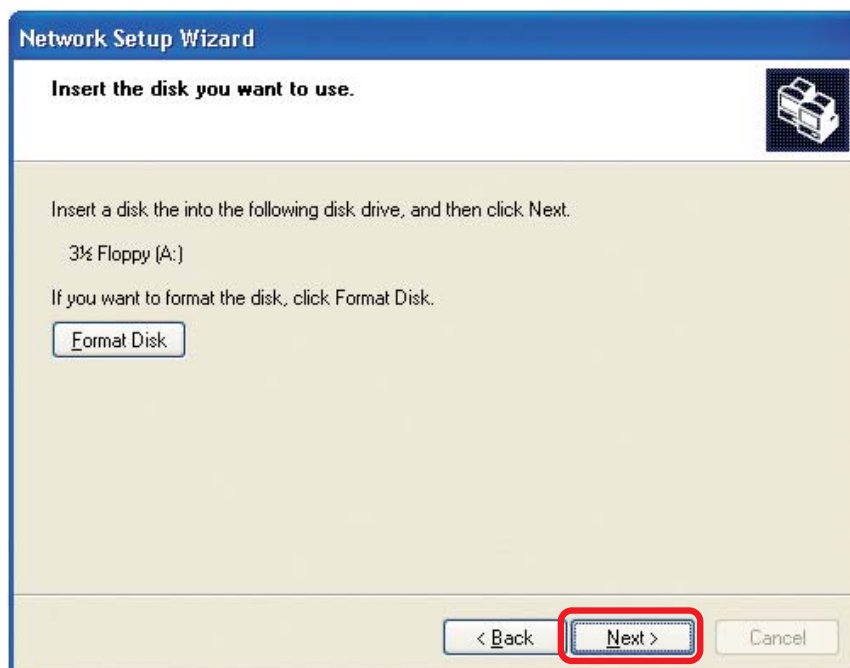 Network Setup Wizard
Insert the disk you want to use.
Insert a disk the into the following disk drive, and then click Next.
3½ Floppy (A:)
If you want to format the disk, click Format Disk.
Format Disk
< Back
Next >
Cancel